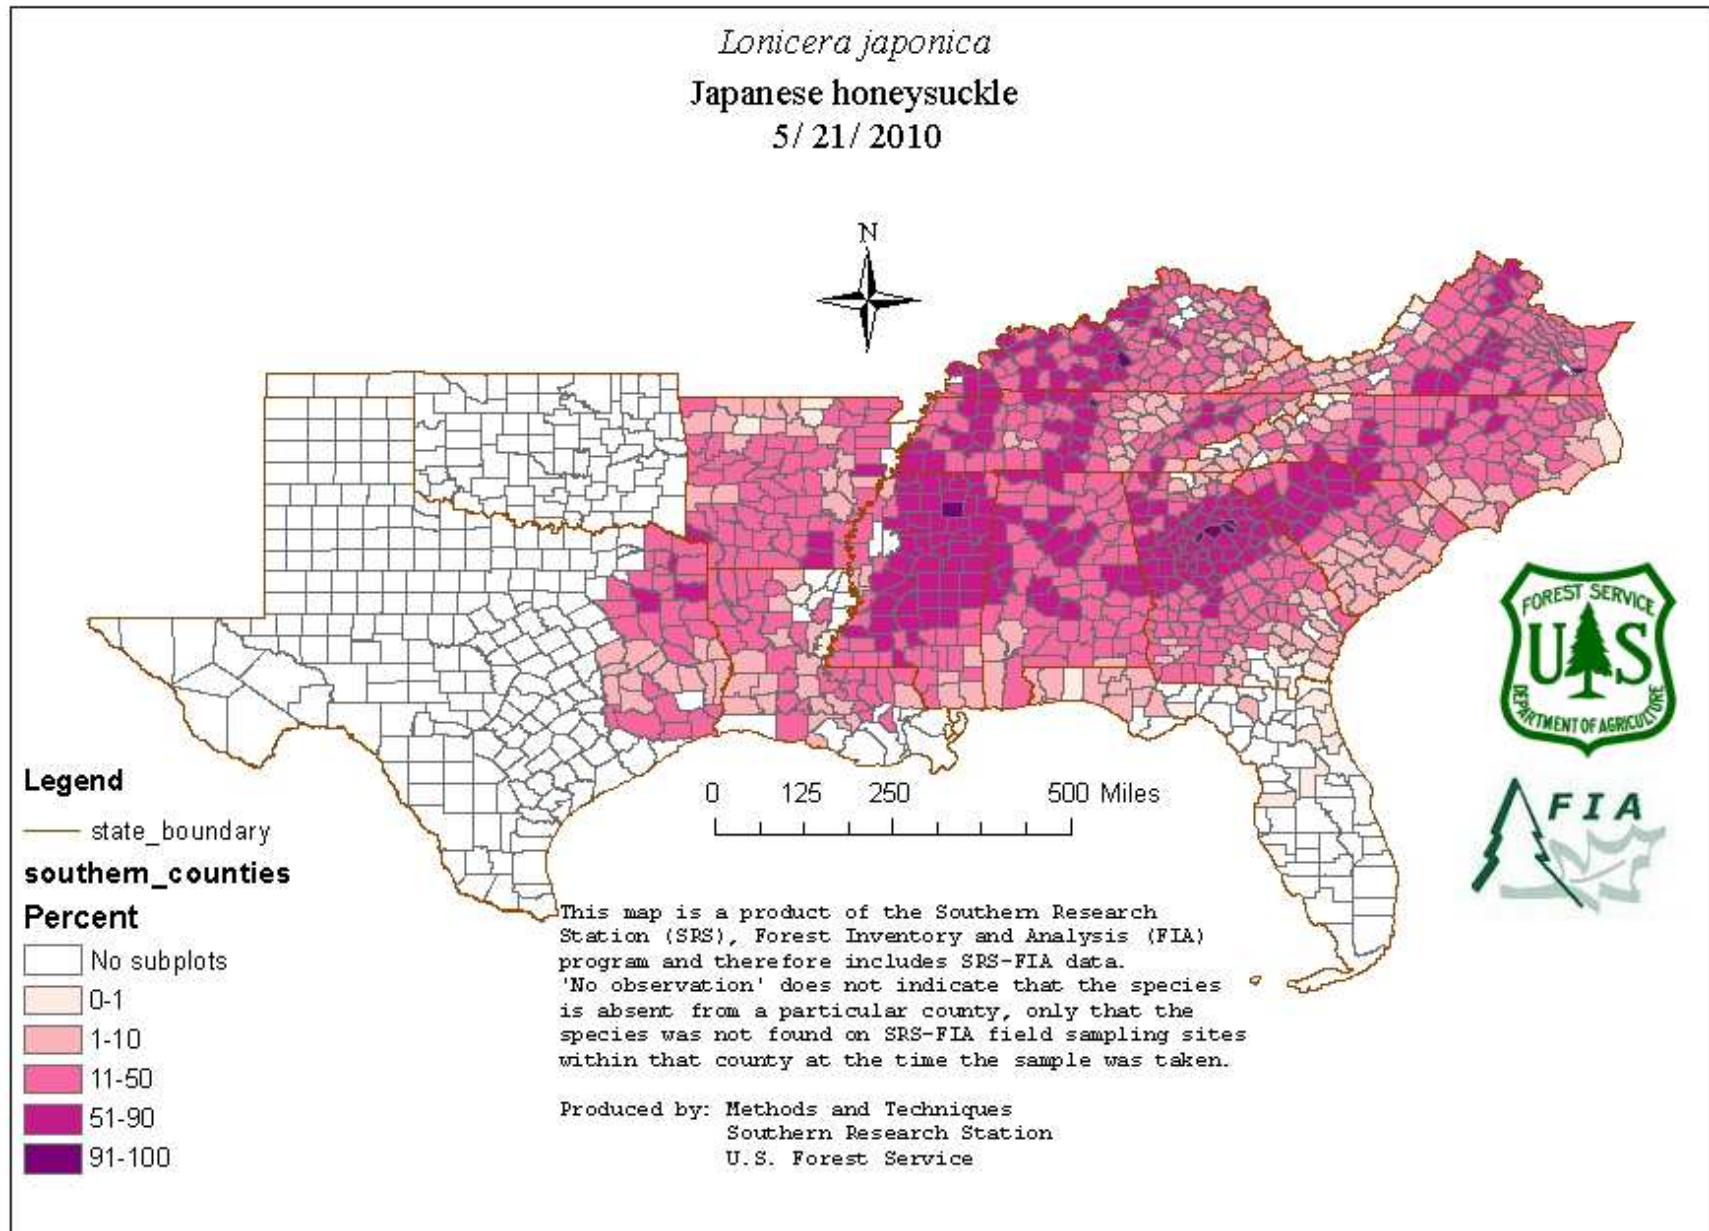 Lonicera japonica
Japanese honeysuckle
5/ 21/ 2010
N
FOREST SERVICE
U S
DEPARTMENT OF AGRICULTURE
F I A
0 125 250 500 Miles
Legend
state_boundary
southern_counties
Percent
No subplots
0-1
1-10
11-50
51-90
91-100
This map is a product of the Southern Research
Station (SRS), Forest Inventory and Analysis (FIA)
program and therefore includes SRS-FIA data.
'No observation' does not indicate that the species
is absent from a particular county, only that the
species was not found on SRS-FIA field sampling sites
within that county at the time the sample was taken.
Produced by: Methods and Techniques
Southern Research Station
U.S. Forest Service